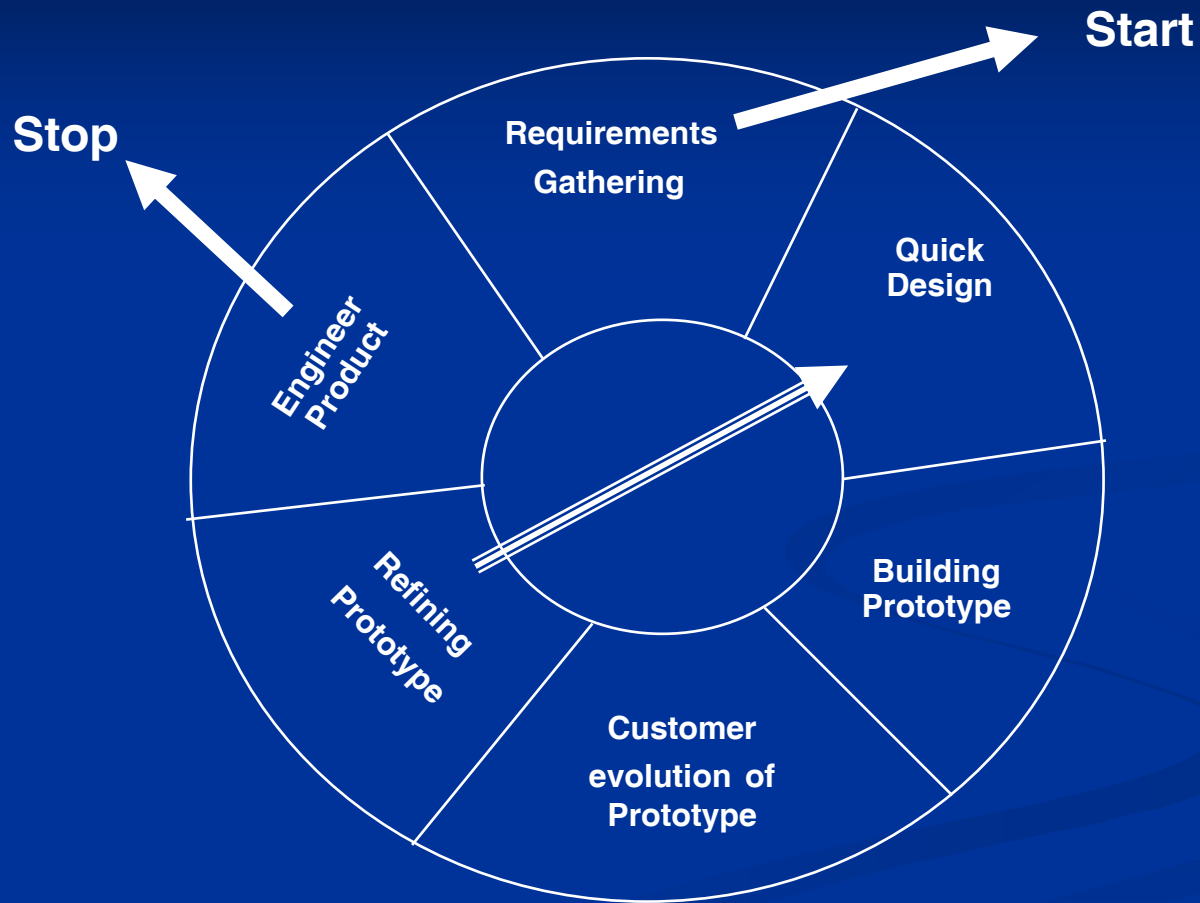 Start
Stop
Requirements
Gathering
Quick
Design
Building
Prototype
Customer
evolution of
Prototype
Refining
Prototype
Engineer
Product